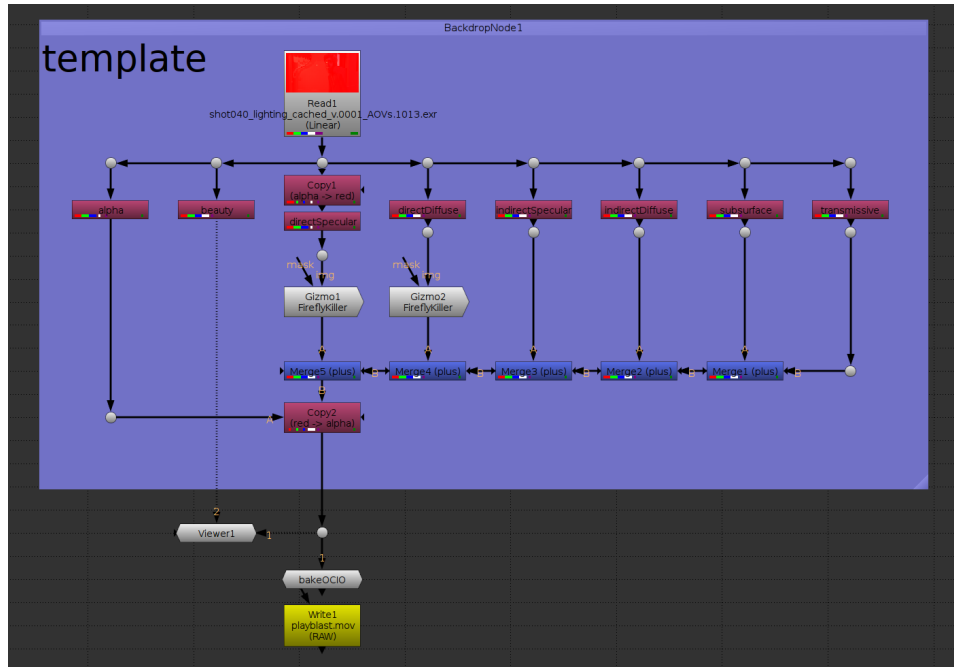 BackdropNode1
template
Read1
shot040_lighting_cached_v.0001_AOVs.1013.exr
(Linear)
Copy1
(alpha -> red)
alpha
beauty
directSpecular
directDiffuse
indirectSpecular
indirectDiffuse
subsurface
transmissive
mask
img
mask
img
Gizmo1
FireflyKiller
Gizmo2
FireflyKiller
A
A
A
A
A
Merge5 (plus)
B
Merge4 (plus)
B
Merge3 (plus)
B
Merge2 (plus)
B
Merge1 (plus)
B
B
A
Copy2
(red -> alpha)
2
Viewer1
1
1
bakeOCIO
Write1
playblast.mov
(RAW)